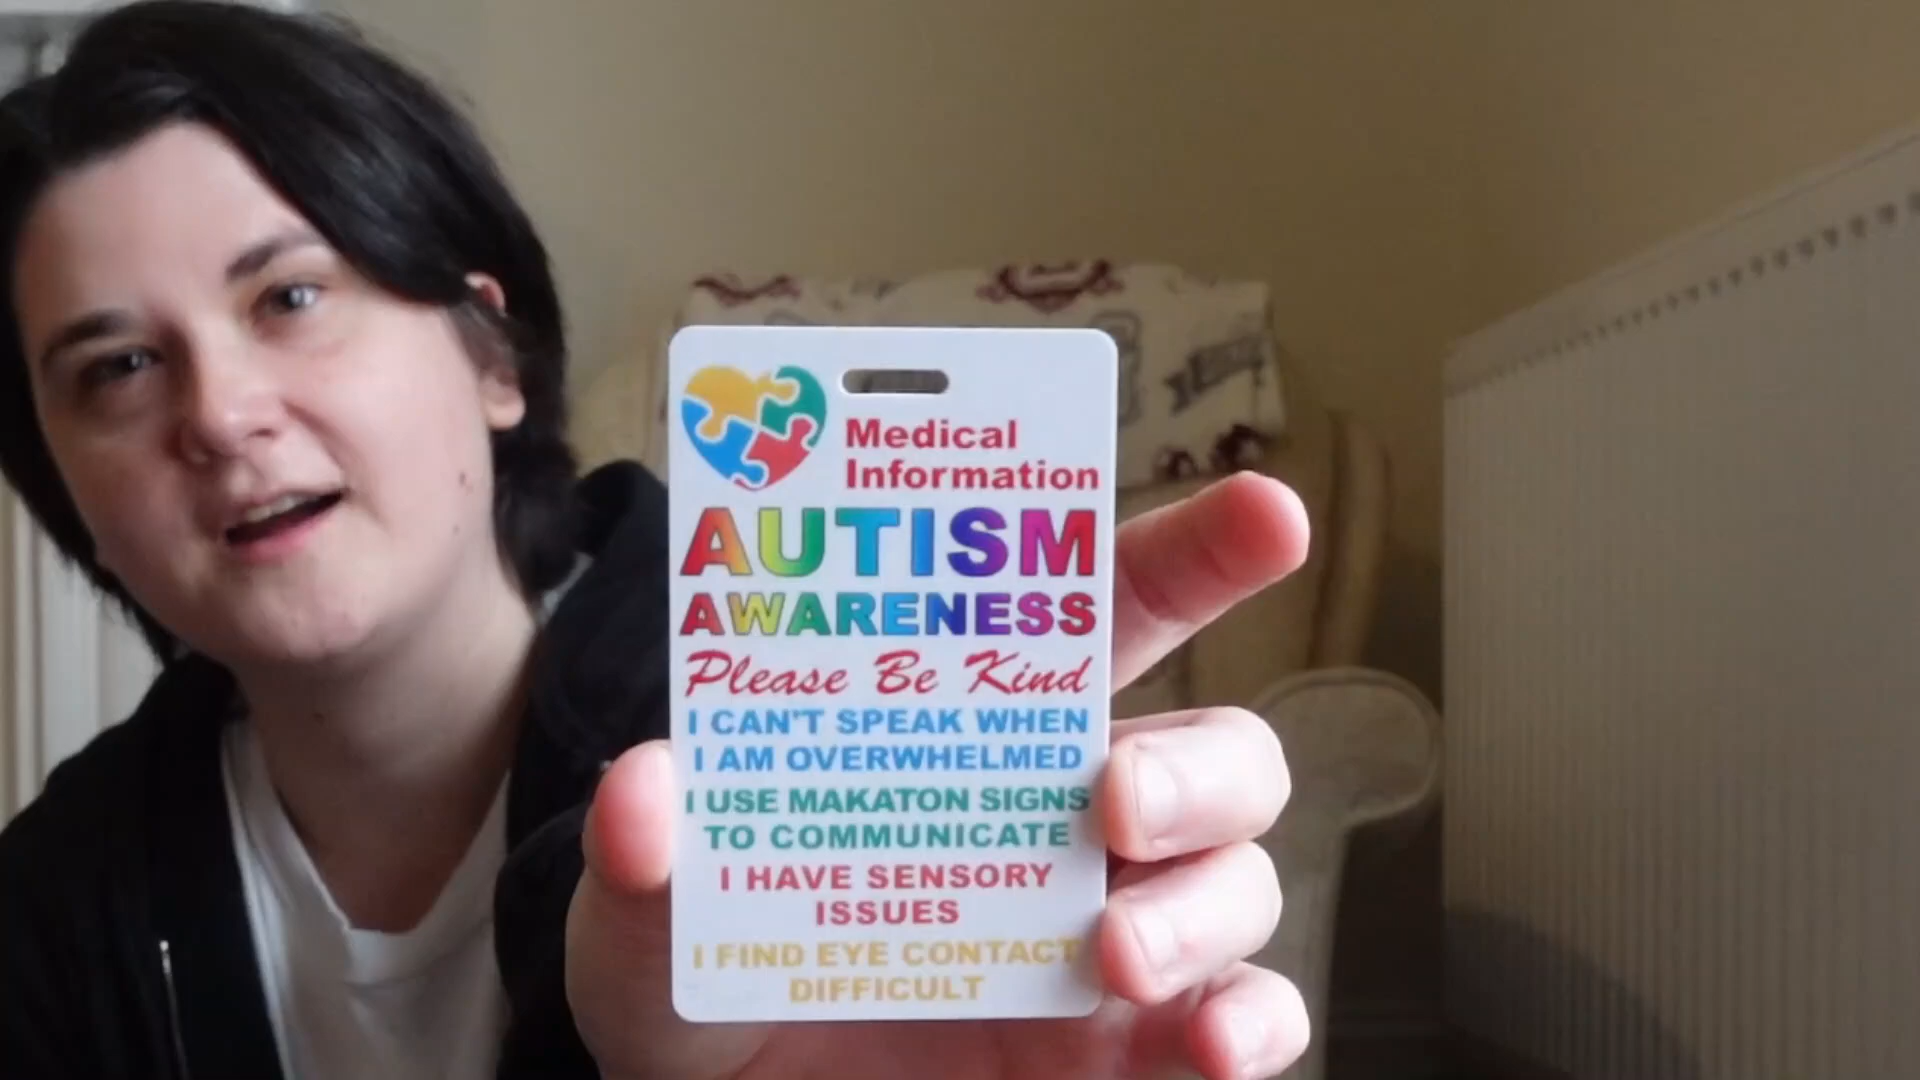 Medical
Information
AUTISM
AWARENESS
Please Be Kind
I CAN'T SPEAK WHEN
I AM OVERWHELMED
I USE MAKATON SIGNS
TO COMMUNICATE
I HAVE SENSORY
ISSUES
I FIND EYE CONTACT
DIFFICULT